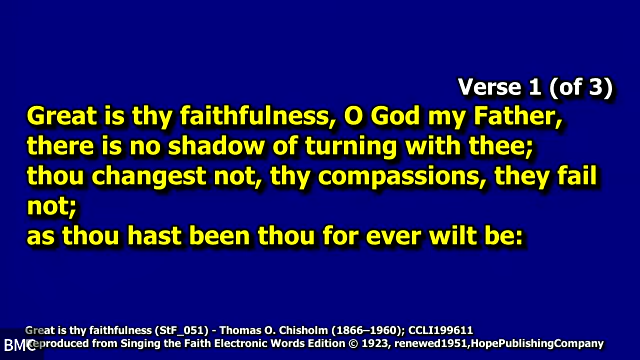 Verse 1 (of 3)
Great is thy faithfulness, O God my Father,
there is no shadow of turning with thee;
thou changest not, thy compassions, they fail
not;
as thou hast been thou for ever wilt be:
Great is thy faithfulness (StF_051) - Thomas O. Chisholm (1866–1960); CCLI199611
Reproduced from Singing the Faith Electronic Words Edition © 1923, renewed1951,HopePublishingCompany
BMC